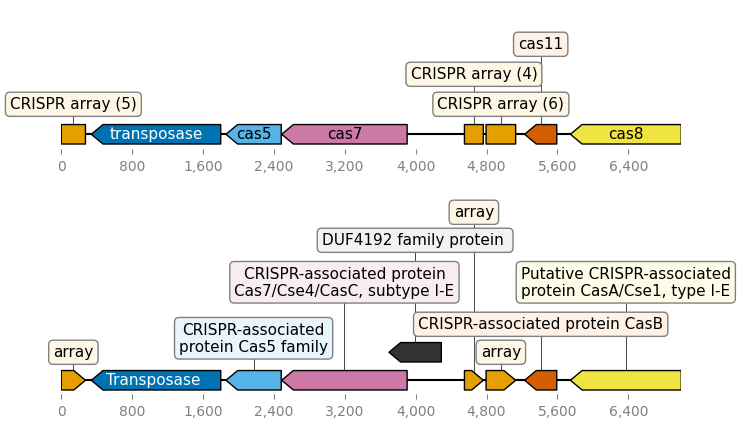 cas11
CRISPR array (4)
CRISPR array (5)
CRISPR array (6)
transposase
cas5
cas7
cas8
0
800
1,600
2,400
3,200
4,000
4,800
5,600
6,400
array
DUF4192 family protein
CRISPR-associated protein
Cas7/Cse4/CasC, subtype I-E
Putative CRISPR-associated
protein CasA/Cse1, type I-E
CRISPR-associated
protein Cas5 family
CRISPR-associated protein CasB
array
array
Transposase
0
800
1,600
2,400
3,200
4,000
4,800
5,600
6,400